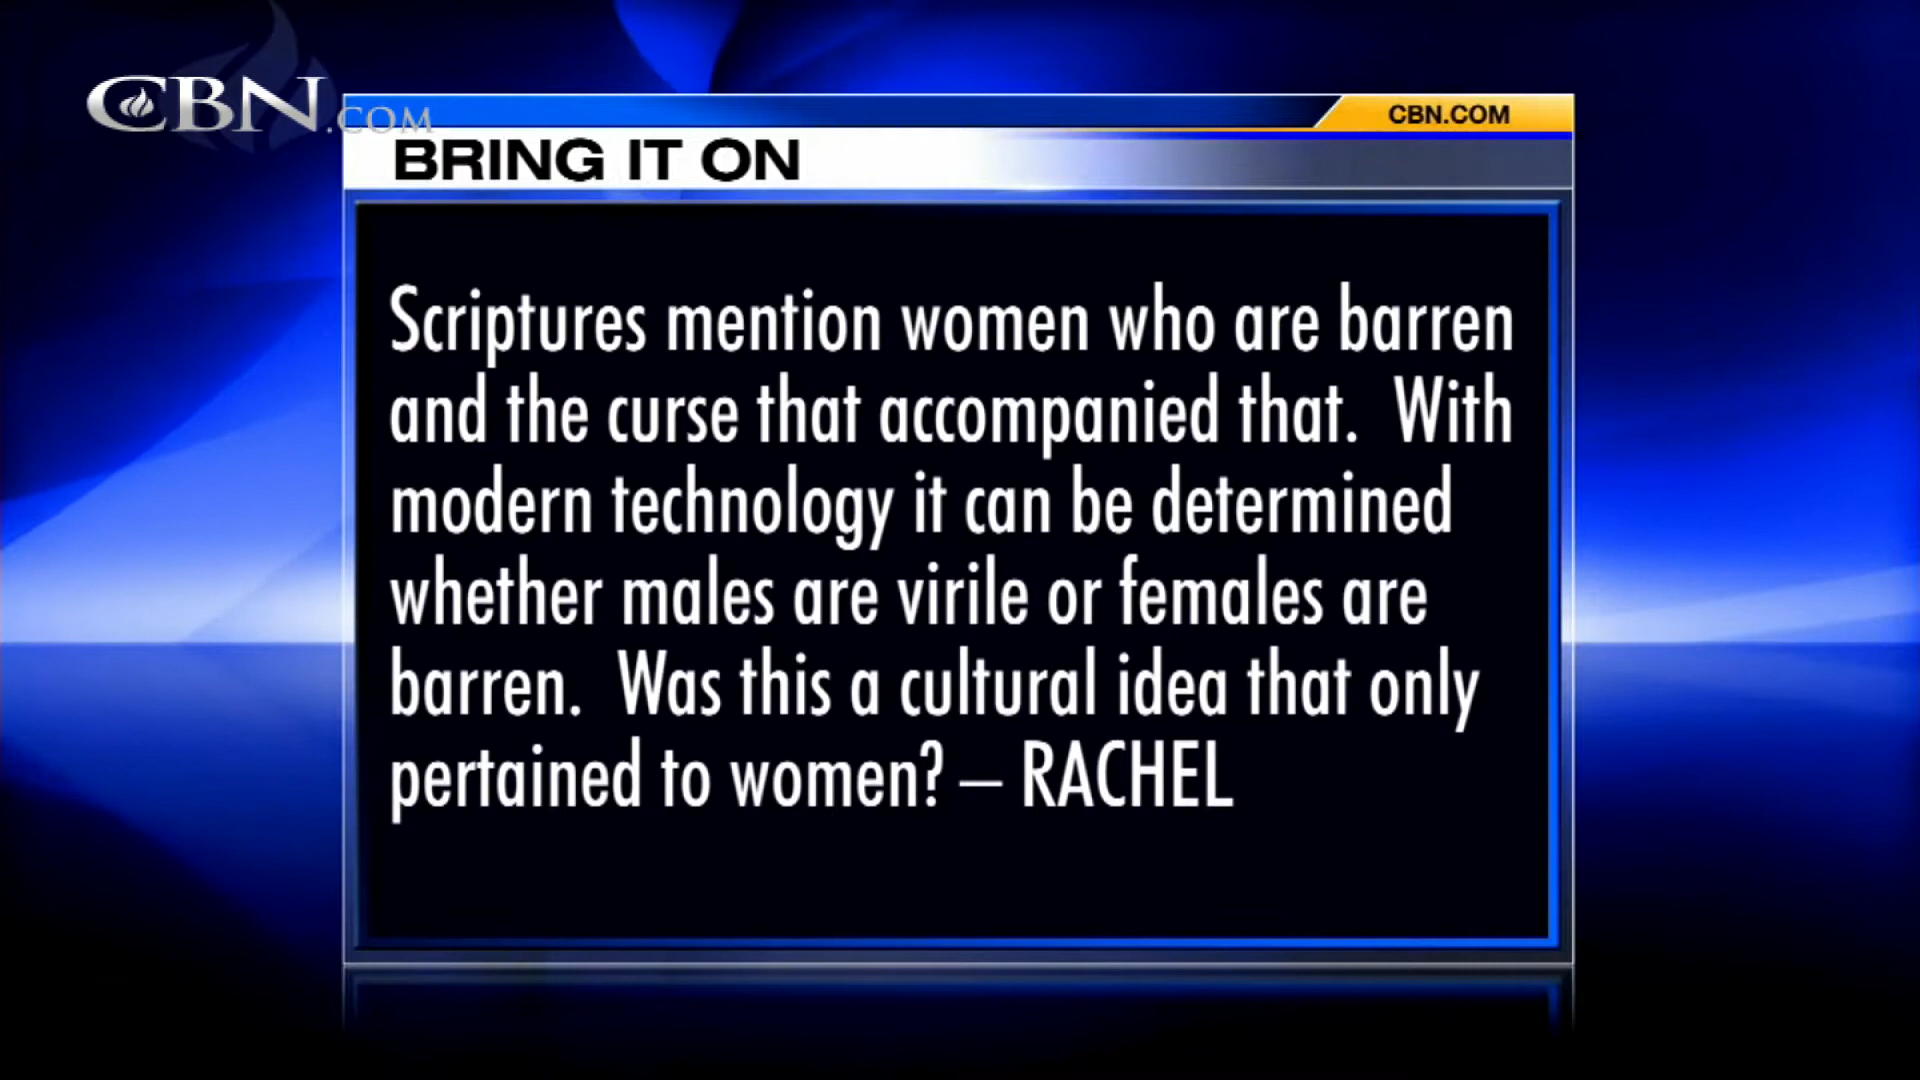 CBN.COM
CBN.COM
BRING IT ON
Scriptures mention women who are barren
and the curse that accompanied that. With
modern technology it can be determined
whether males are virile or females are
barren. Was this a cultural idea that only
pertained to women? – RACHEL